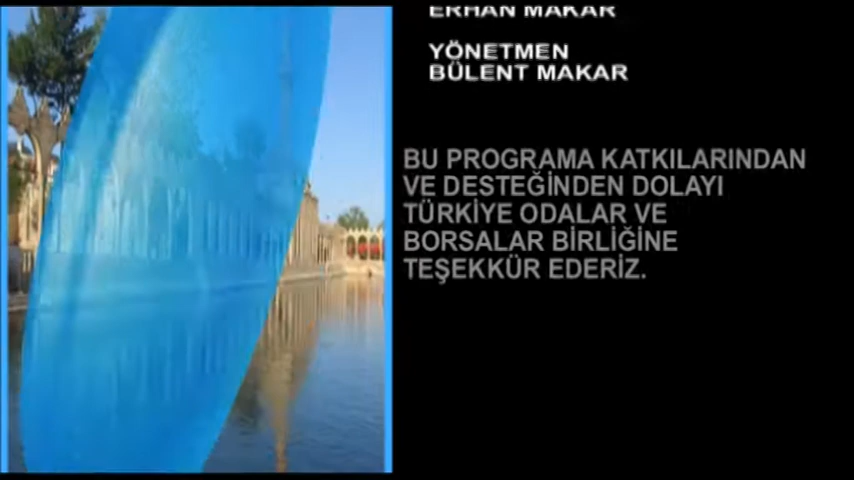 ERHAN MAKAR
YÖNETMEN
BÜLENT MAKAR
BU PROGRAMA KATKILARINDAN
VE DESTEĞİNDEN DOLAYI
TÜRKİYE ODALAR VE
BORSALAR BİRLİĞİNE
TEŞEKKÜR EDERİZ.